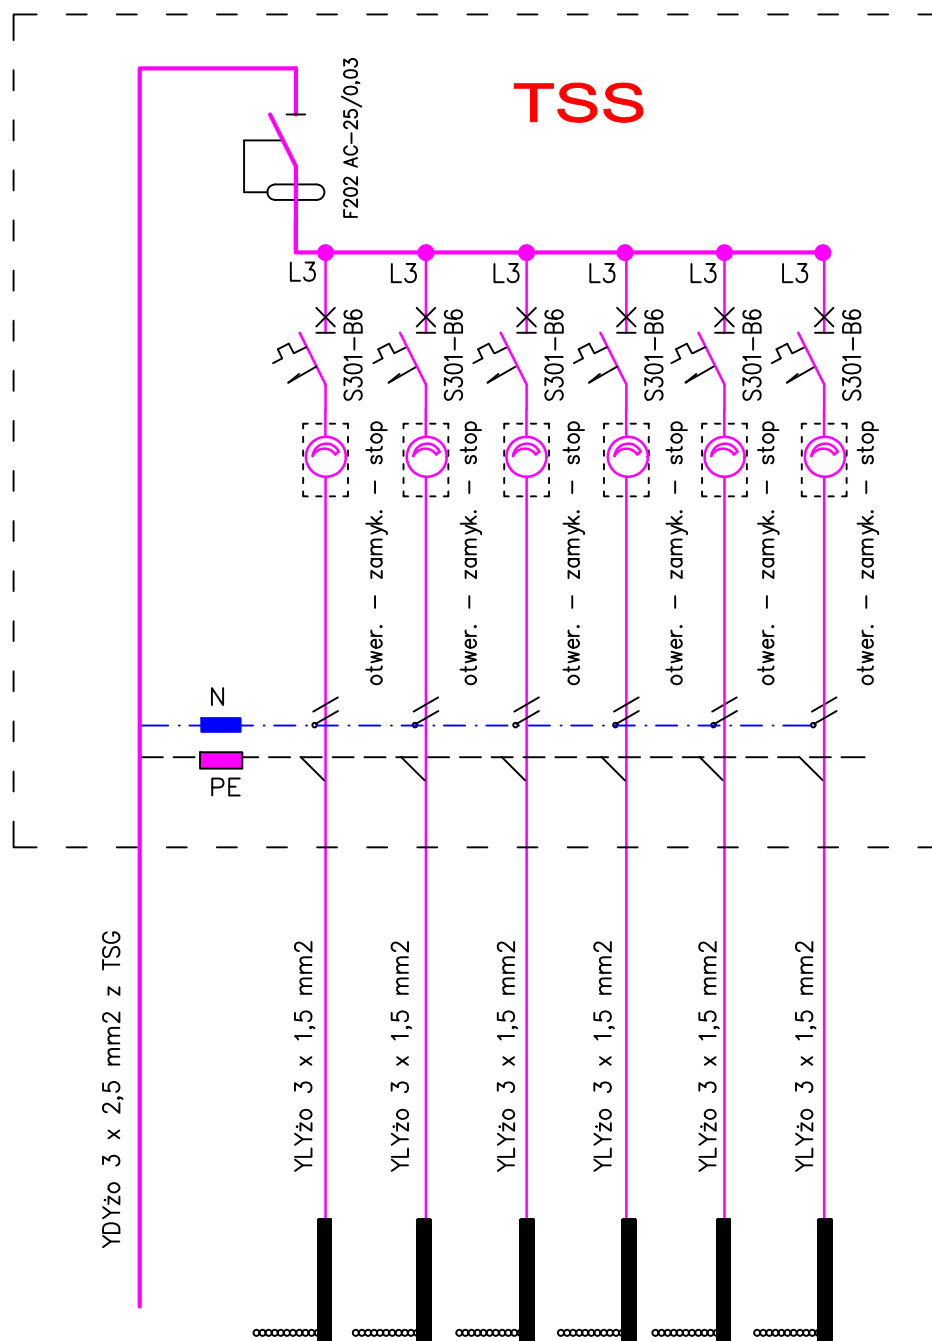 TSS
F202 AC-25/0,03
L3
L3
L3
L3
L3
L3
S301-B6
S301-B6
S301-B6
S301-B6
S301-B6
S301-B6
otwer. - zamyk. - stop
otwer. - zamyk. - stop
otwer. - zamyk. - stop
otwer. - zamyk. - stop
otwer. - zamyk. - stop
otwer. - zamyk. - stop
N
PE
YDYżo 3 x 2,5 mm2 z TSG
YLYżo 3 x 1,5 mm2
YLYżo 3 x 1,5 mm2
YLYżo 3 x 1,5 mm2
YLYżo 3 x 1,5 mm2
YLYżo 3 x 1,5 mm2
YLYżo 3 x 1,5 mm2